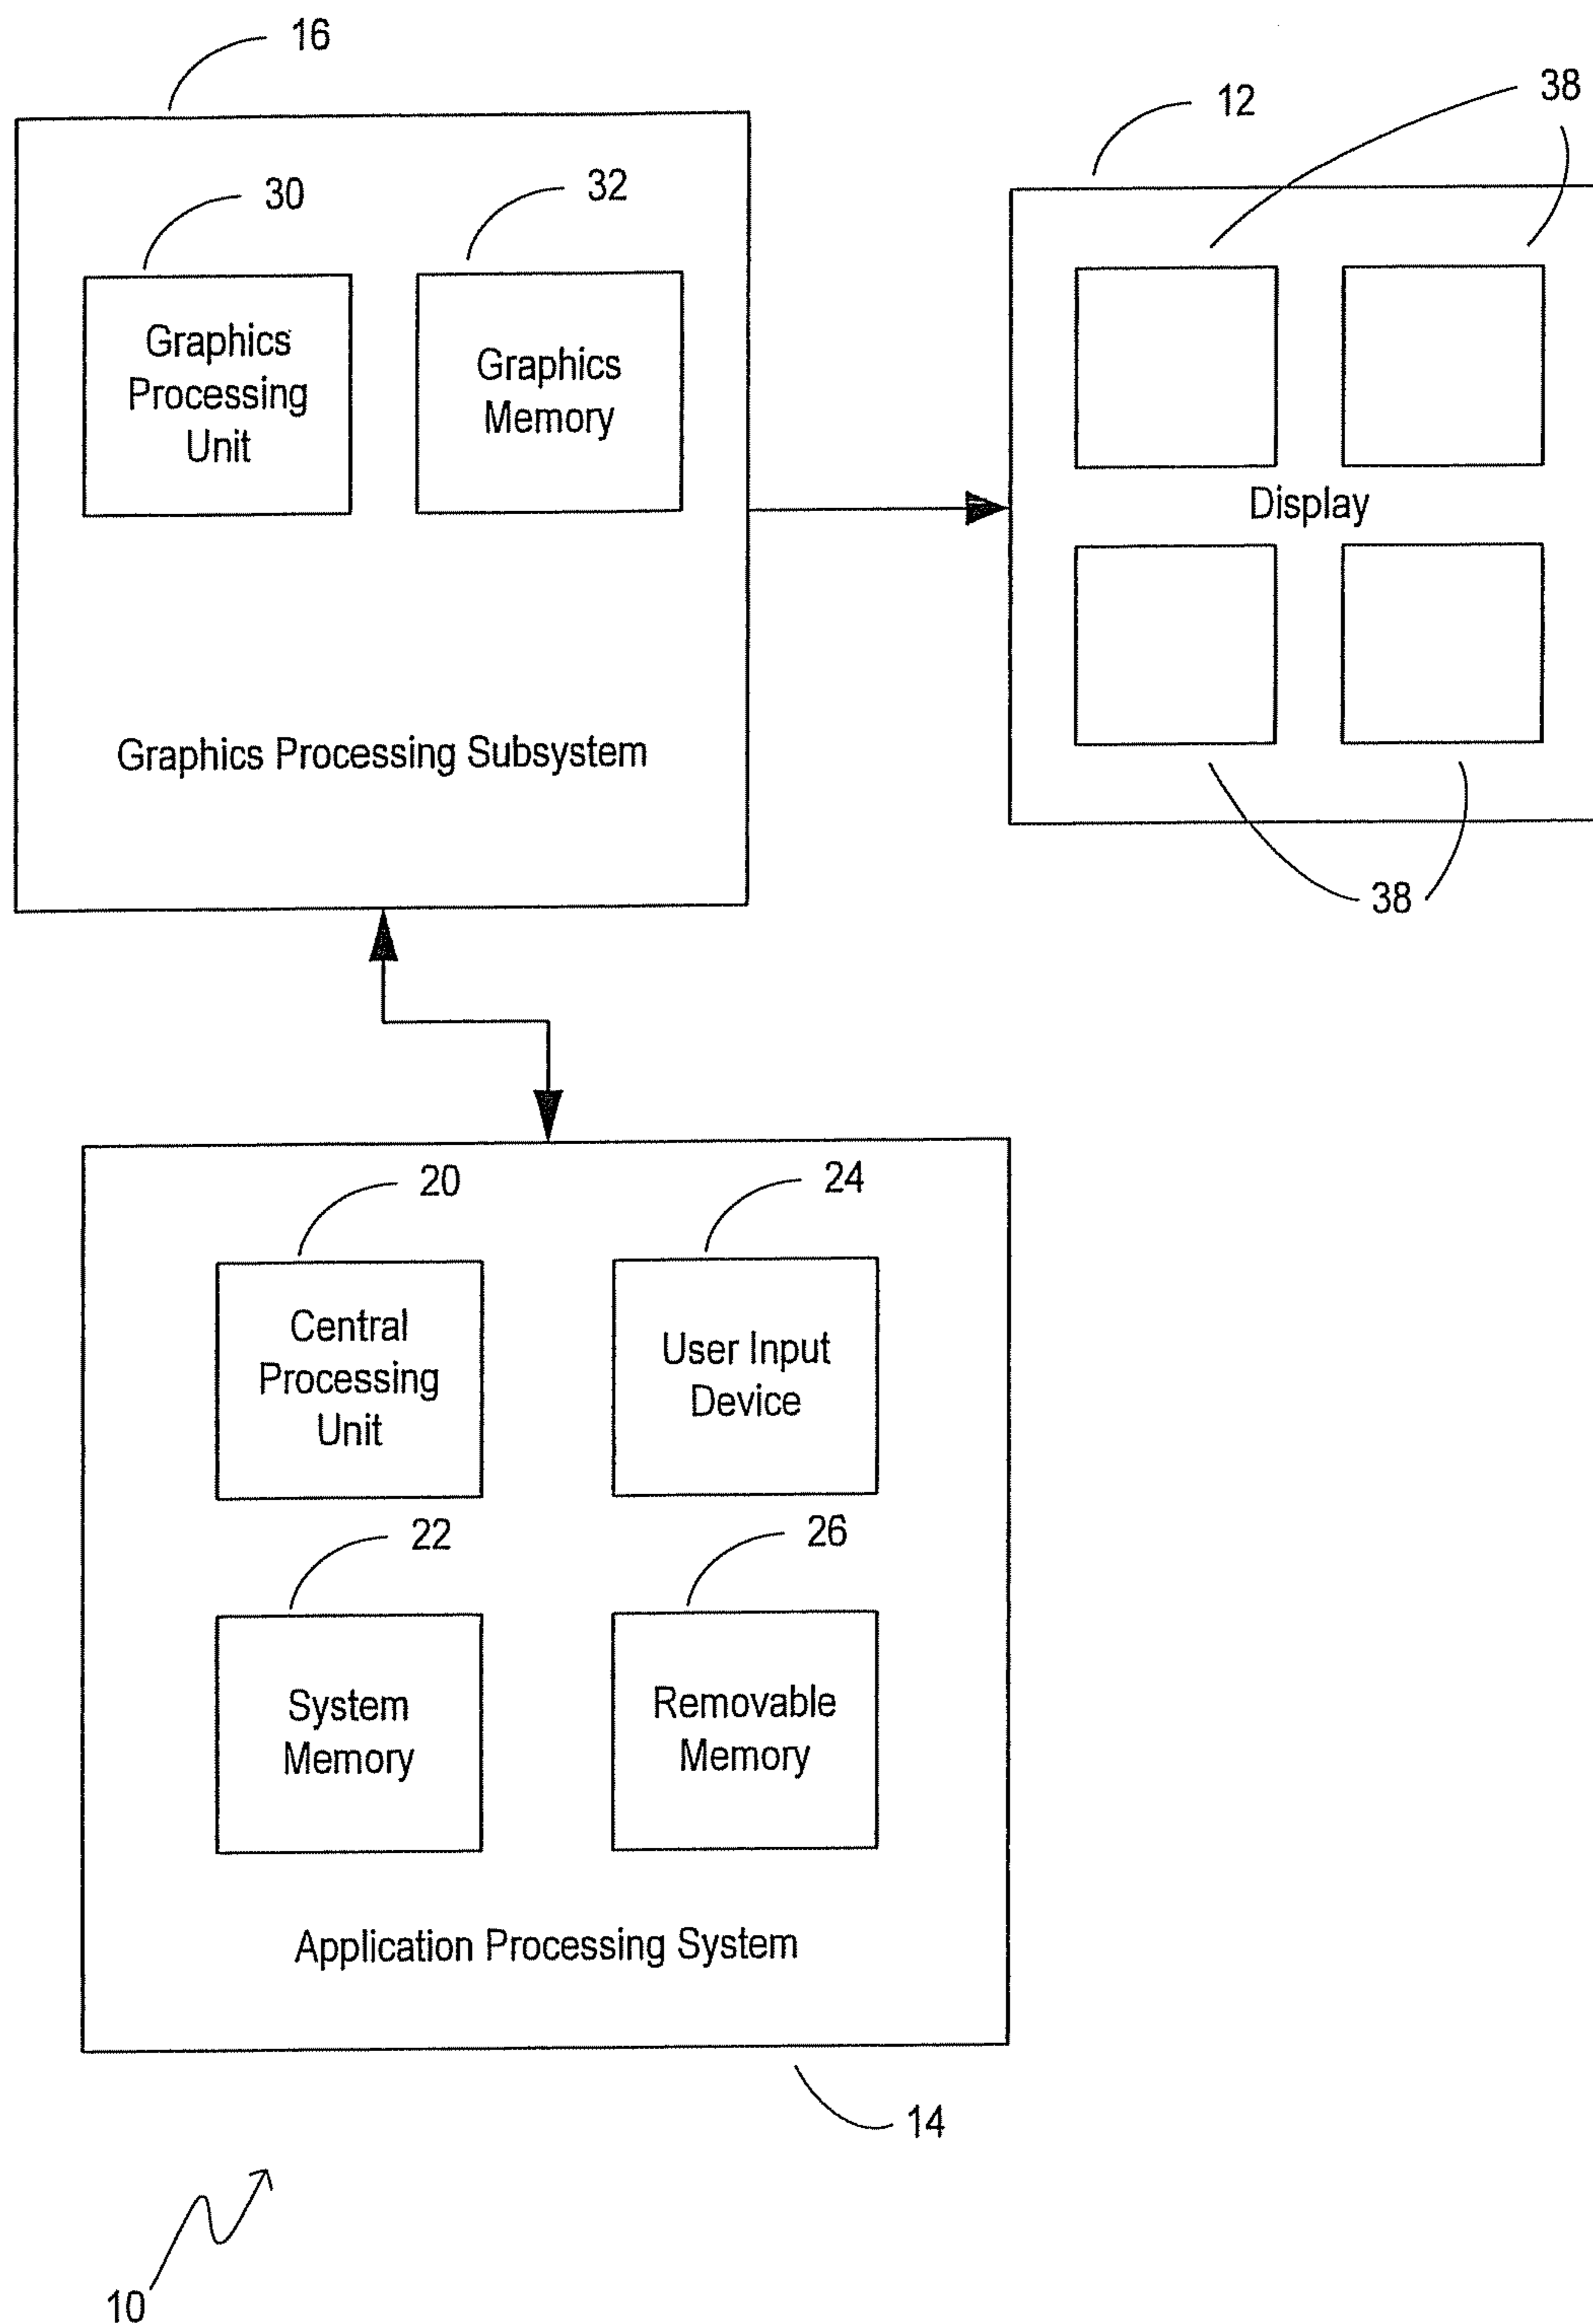 16
12
38
30
32
Graphics
Processing
Unit
Graphics
Memory
Display
Graphics Processing Subsystem
38
20
24
Central
Processing
Unit
User Input
Device
22
26
System
Memory
Removable
Memory
Application Processing System
14
10